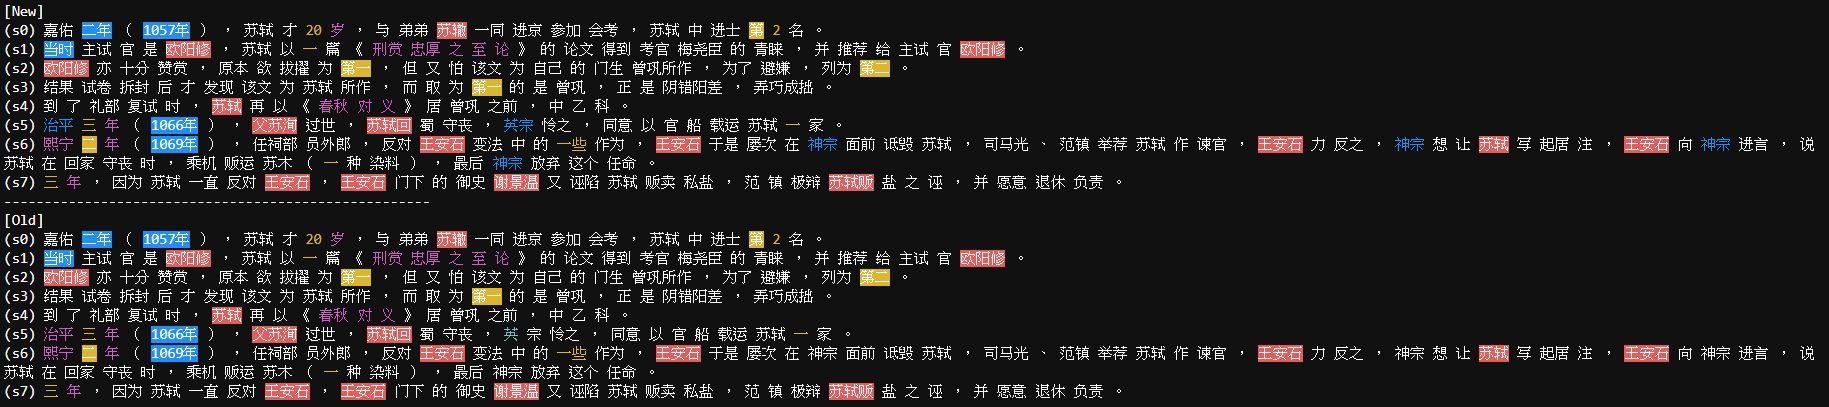 [New]
(s0) 嘉佑 二年 （ 1057年 ） ， 苏轼 才 20 岁 ， 与 弟弟 苏辙 一同 进京 参加 会考 ， 苏轼 中 进士 第 2 名 。
(s1) 当时 主试 官 是 欧阳修 ， 苏轼 以 一 篇 《 刑赏 忠厚 之 至 论 》 的 论文 得到 考官 梅尧臣 的 青睐 ， 并 推荐 给 主试 官 欧阳修 。
(s2) 欧阳修 亦 十分 赞赏 ， 原本 欲 拔擢 为 第一 ， 但 又 怕 该文 为 自己 的 门生 曾巩所作 ， 为了 避嫌 ， 列为 第二 。
(s3) 结果 试卷 拆封 后 才 发现 该文 为 苏轼 所作 ， 而 取 为 第一 的 是 曾巩 ， 正 是 阴错阳差 ， 弄巧成拙 。
(s4) 到 了 礼部 复试 时 ， 苏轼 再 以 《 春秋 对 义 》 居 曾巩 之前 ， 中 乙 科 。
(s5) 治平 三 年 （ 1066年 ） ， 父苏洵 过世 ， 苏轼回 蜀 守丧 ， 英宗 怜之 ， 同意 以 官 船 载运 苏轼 一 家 。
(s6) 熙宁 二 年 （ 1069年 ） ， 任祠部 员外郎 ， 反对 王安石 变法 中 的 一些 作为 ， 王安石 于是 屡次 在 神宗 面前 诋毁 苏轼 ， 司马光 、 范镇 举荐 苏轼 作 谏官 ， 王安石 力 反之 ， 神宗 想 让 苏轼 写 起居 注 ， 王安石 向 神宗 进言 ， 说
苏轼 在 回家 守丧 时 ， 乘机 贩运 苏木 （ 一 种 染料 ） ， 最后 神宗 放弃 这个 任命 。
(s7) 三 年 ， 因为 苏轼 一直 反对 王安石 ， 王安石 门下 的 御史 谢景温 又 诬陷 苏轼 贩卖 私盐 ， 范 镇 极辩 苏轼贩 盐 之 诬 ， 并 愿意 退休 负责 。
--------------------------------------------------
[Old]
(s0) 嘉佑 二年 （ 1057年 ） ， 苏轼 才 20 岁 ， 与 弟弟 苏辙 一同 进京 参加 会考 ， 苏轼 中 进士 第 2 名 。
(s1) 当时 主试 官 是 欧阳修 ， 苏轼 以 一 篇 《 刑赏 忠厚 之 至 论 》 的 论文 得到 考官 梅尧臣 的 青睐 ， 并 推荐 给 主试 官 欧阳修 。
(s2) 欧阳修 亦 十分 赞赏 ， 原本 欲 拔擢 为 第一 ， 但 又 怕 该文 为 自己 的 门生 曾巩所作 ， 为了 避嫌 ， 列为 第二 。
(s3) 结果 试卷 拆封 后 才 发现 该文 为 苏轼 所作 ， 而 取 为 第一 的 是 曾巩 ， 正 是 阴错阳差 ， 弄巧成拙 。
(s4) 到 了 礼部 复试 时 ， 苏轼 再 以 《 春秋 对 义 》 居 曾巩 之前 ， 中 乙 科 。
(s5) 治平 三 年 （ 1066年 ） ， 父苏洵 过世 ， 苏轼回 蜀 守丧 ， 英 宗 怜之 ， 同意 以 官 船 载运 苏轼 一 家 。
(s6) 熙宁 二 年 （ 1069年 ） ， 任祠部 员外郎 ， 反对 王安石 变法 中 的 一些 作为 ， 王安石 于是 屡次 在 神宗 面前 诋毁 苏轼 ， 司马光 、 范镇 举荐 苏轼 作 谏官 ， 王安石 力 反之 ， 神宗 想 让 苏轼 写 起居 注 ， 王安石 向 神宗 进言 ， 说
苏轼 在 回家 守丧 时 ， 乘机 贩运 苏木 （ 一 种 染料 ） ， 最后 神宗 放弃 这个 任命 。
(s7) 三 年 ， 因为 苏轼 一直 反对 王安石 ， 王安石 门下 的 御史 谢景温 又 诬陷 苏轼 贩卖 私盐 ， 范 镇 极辩 苏轼贩 盐 之 诬 ， 并 愿意 退休 负责 。